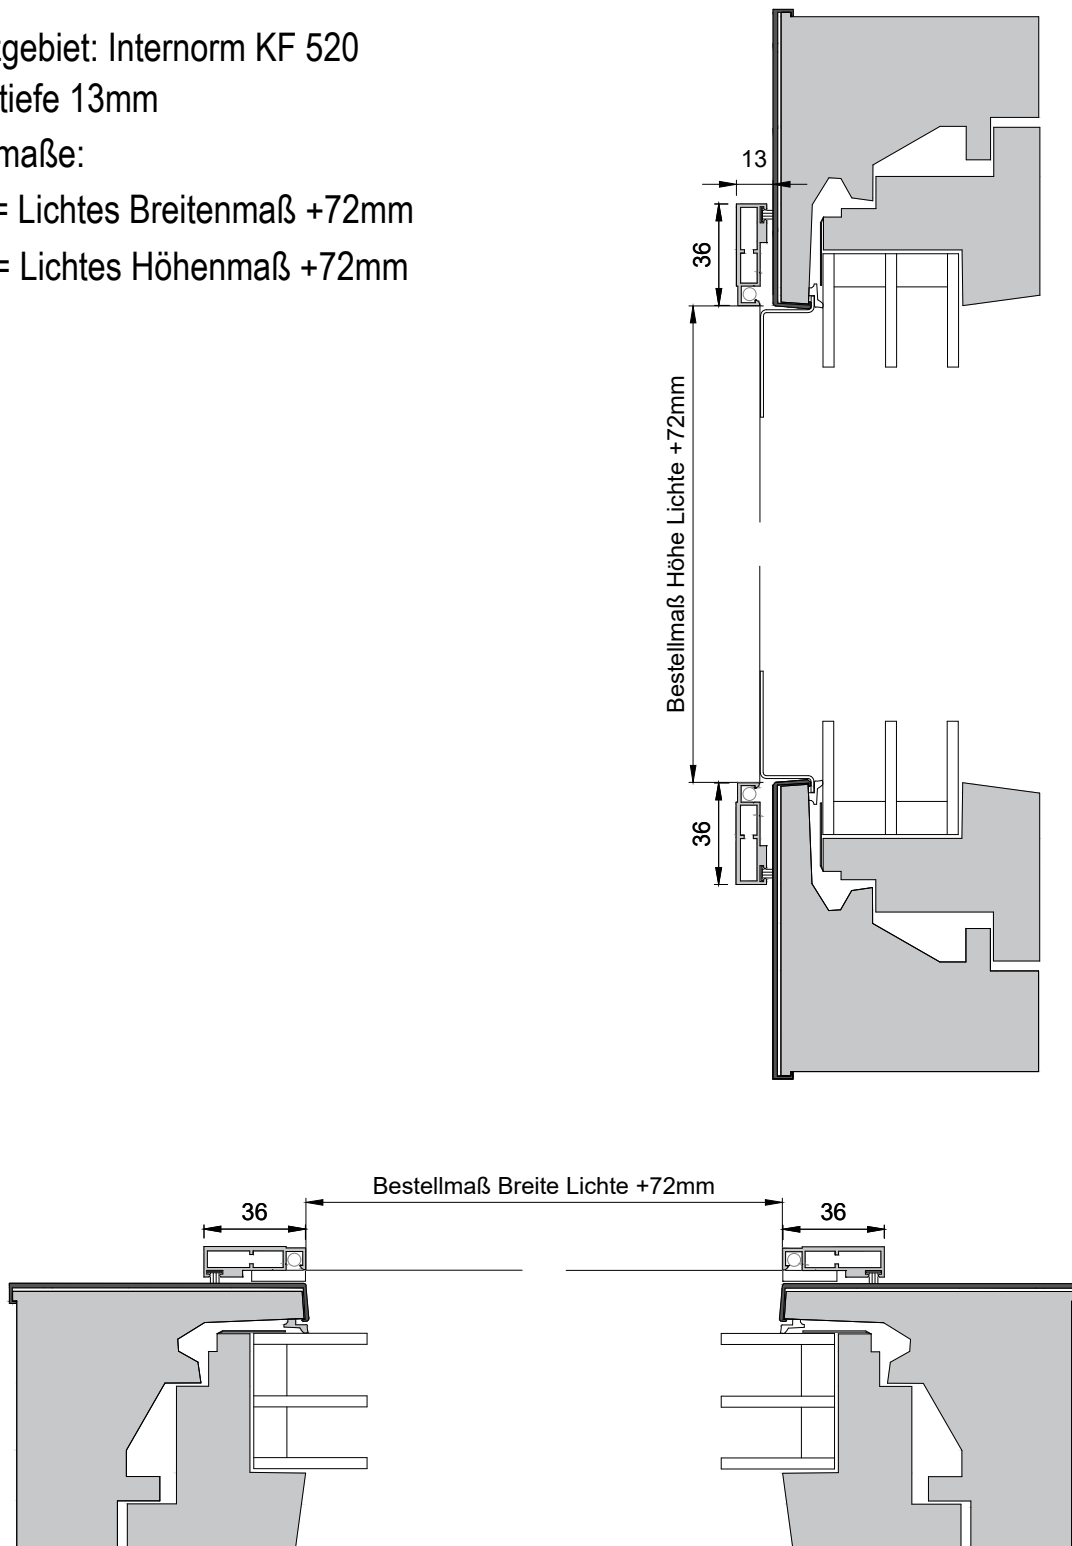 tgebiet: Internorm KF 520
tiefe 13mm
maße:
= Lichtes Breitenmaß +72mm
= Lichtes Höhenmaß +72mm
13
36
Bestellmaß Höhe Lichte +72mm
36
Bestellmaß Breite Lichte +72mm
36
36